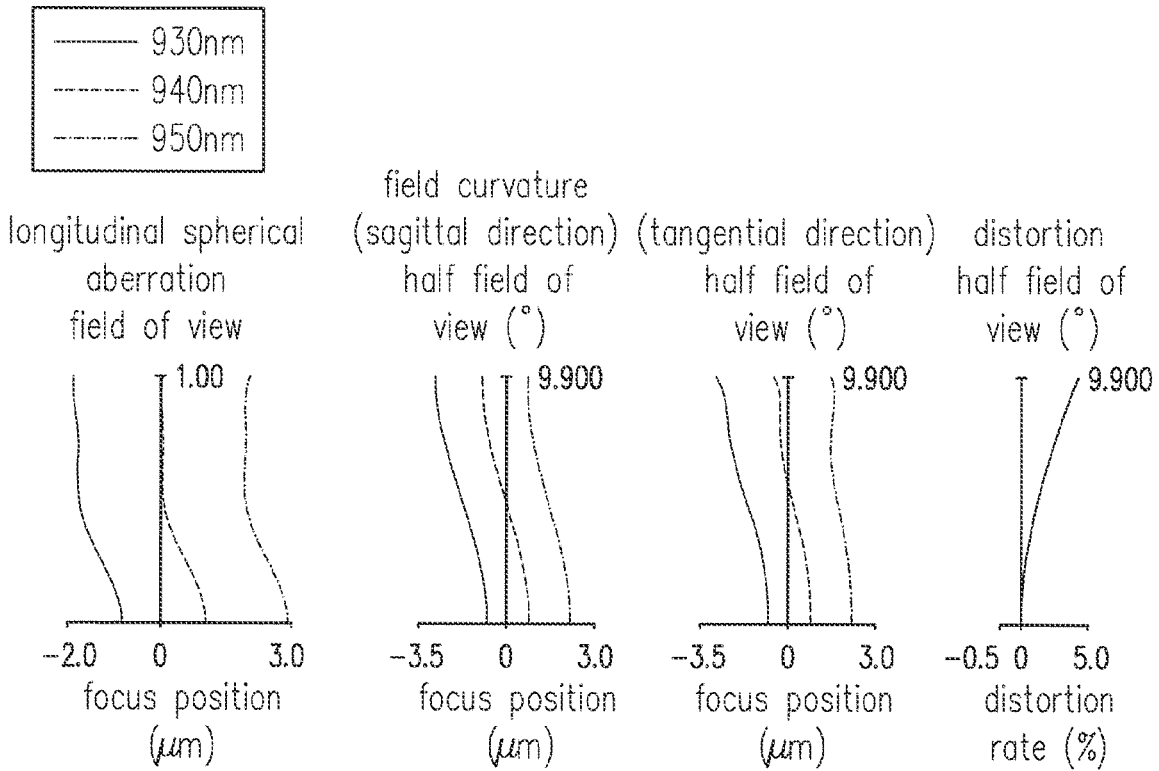 930nm
940nm
950nm
longitudinal spherical
aberration
field of view
1.00
-2.0 0 3.0
focus position
(μm)
field curvature
(sagittal direction)
half field of
view (°)
9.900
-3.5 0 3.0
focus position
(μm)
(tangential direction)
half field of
view (°)
9.900
-3.5 0 3.0
focus position
(μm)
distortion
half field of
view (°)
9.900
-0.5 0 5.0
distortion
rate (%)